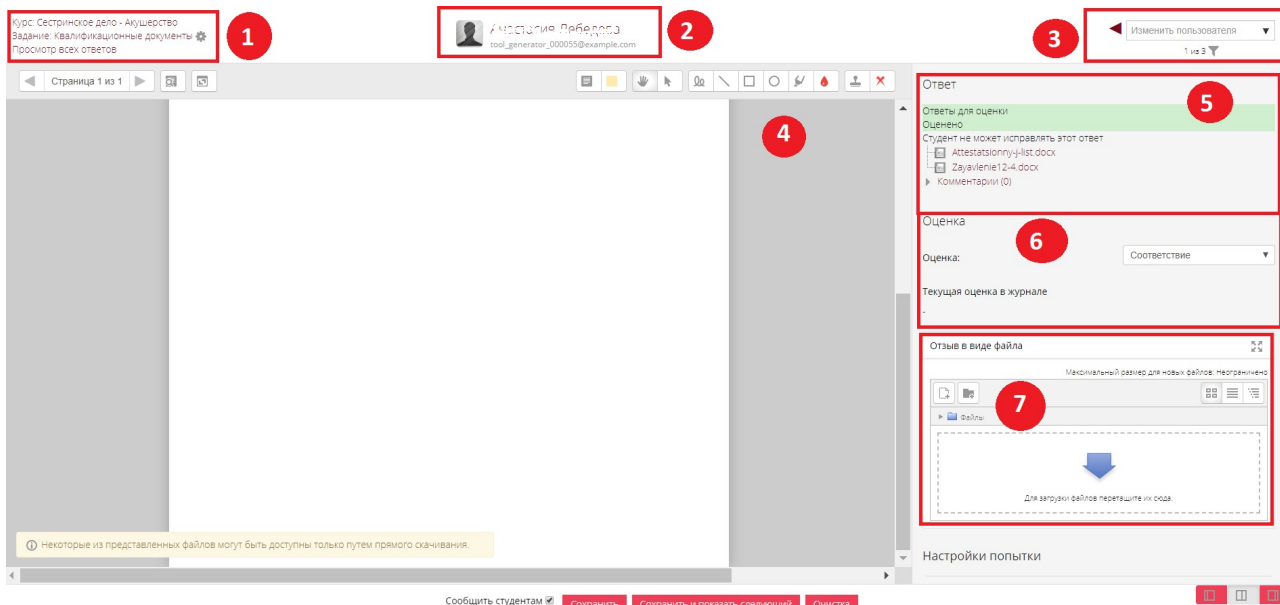 Курс: Сестринское дело - Акушерство
Задание: Квалификационные документы
Просмотр всех ответов
1
Анастасия Лебедева
tool_generator_000055@example.com
2
3
Изменить пользователя
1 из 3
Страница 1 из 1
4
Ответ
5
Ответы для оценки
Оценено
Студент не может исправлять этот ответ
Attestatsionny-j-list.docx
Zayavlenie12-4.docx
Комментарии (0)
Оценка
6
Оценка:
Соответствие
Текущая оценка в журнале
-
Отзыв в виде файла
Максимальный размер для новых файлов: Неограничено
7
Файлы
Для загрузки файлов перетащите их сюда.
Некоторые из представленных файлов могут быть доступны только путем прямого скачивания.
Настройки попытки
Сообщить студентам
Сохранить
Сохранить и показать следующий
Очистка